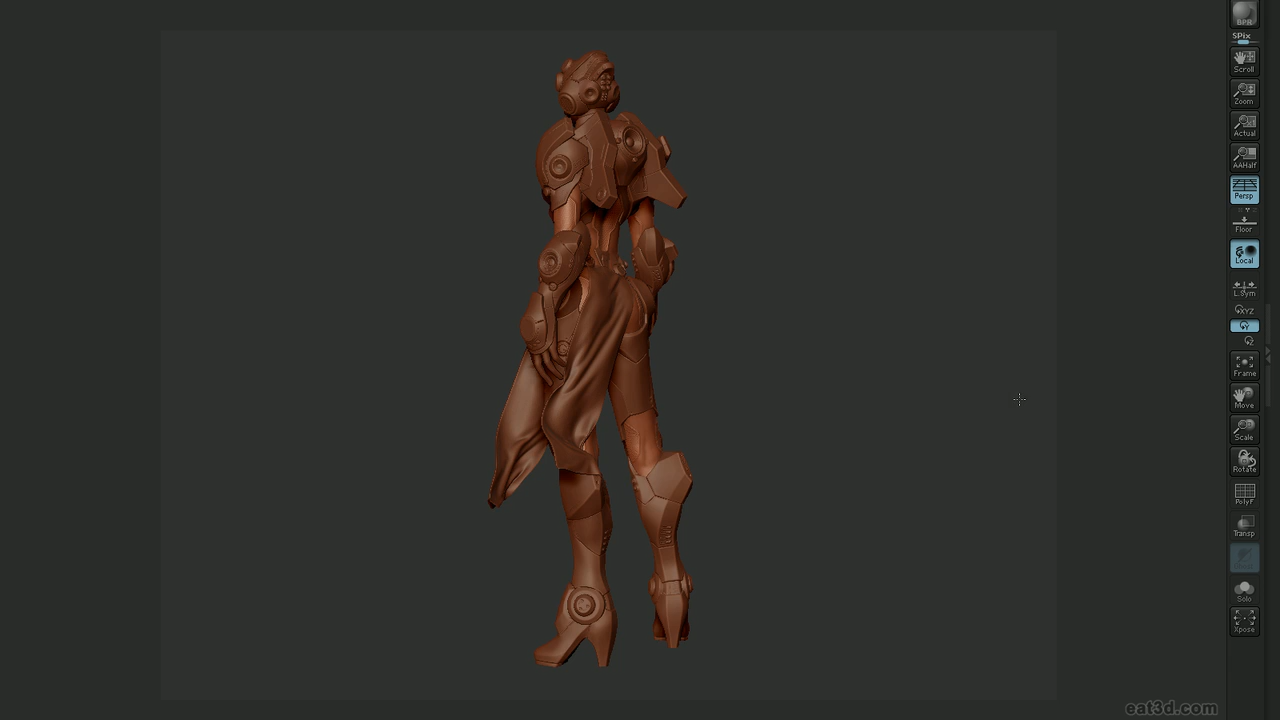 BPR
SPix
Scroll
Zoom
Actual
AAHalf
Persp
Floor
Local
L.Sym
XYZ
Y
Z
Frame
Move
Scale
Rotate
PolyF
Transp
Solo
Xpose
eat3d.com